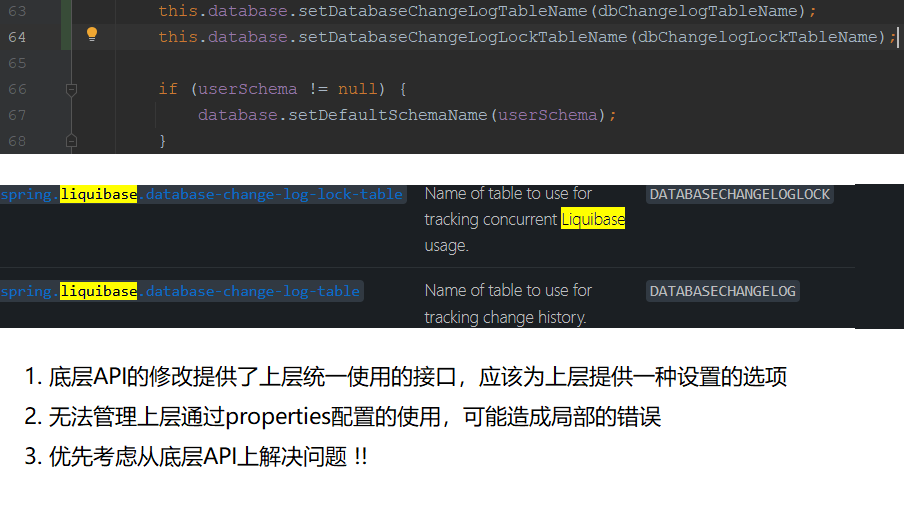 63 this.database.setDatabaseChangeLogTableName(dbChangelogTableName);
64 this.database.setDatabaseChangeLogLockTableName(dbChangelogLockTableName);
65
66 if (userSchema != null) {
67 database.setDefaultSchemaName(userSchema);
68 }
spring.liquibase.database-change-log-lock-table Name of table to use for DATABASECHANGELOGLOCK
tracking concurrent Liquibase
usage.
spring.liquibase.database-change-log-table Name of table to use for DATABASECHANGELOG
tracking change history.
1. 底层API的修改提供了上层统一使用的接口，应该为上层提供一种设置的选项
2. 无法管理上层通过properties配置的使用，可能造成局部的错误
3. 优先考虑从底层API上解决问题 !!